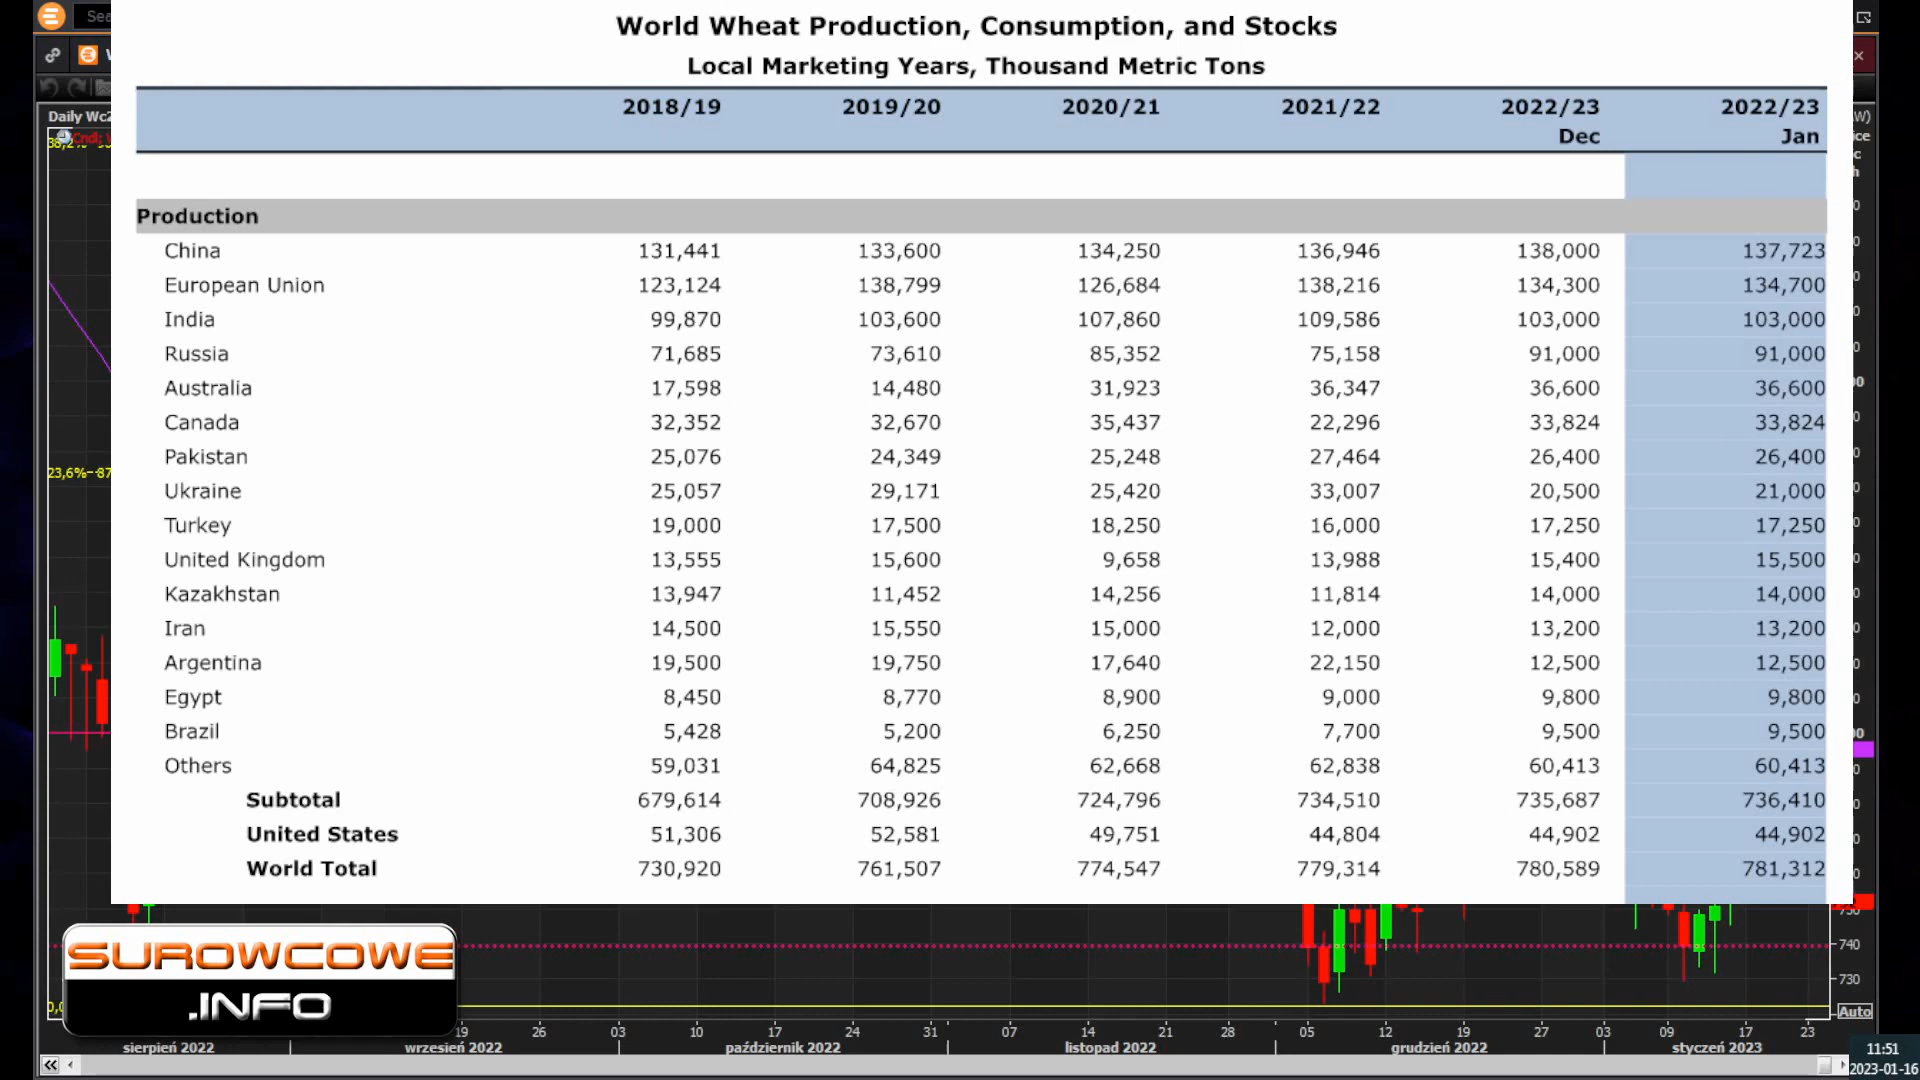 World Wheat Production, Consumption, and Stocks
Local Marketing Years, Thousand Metric Tons
2018/19 2019/20 2020/21 2021/22 2022/23 2022/23
Dec Jan
Production
China 131,441 133,600 134,250 136,946 138,000 137,723
European Union 123,124 138,799 126,684 138,216 134,300 134,700
India 99,870 103,600 107,860 109,586 103,000 103,000
Russia 71,685 73,610 85,352 75,158 91,000 91,000
Australia 17,598 14,480 31,923 36,347 36,600 36,600
Canada 32,352 32,670 35,437 22,296 33,824 33,824
Pakistan 25,076 24,349 25,248 27,464 26,400 26,400
Ukraine 25,057 29,171 25,420 33,007 20,500 21,000
Turkey 19,000 17,500 18,250 16,000 17,250 17,250
United Kingdom 13,555 15,600 9,658 13,988 15,400 15,500
Kazakhstan 13,947 11,452 14,256 11,814 14,000 14,000
Iran 14,500 15,550 15,000 12,000 13,200 13,200
Argentina 19,500 19,750 17,640 22,150 12,500 12,500
Egypt 8,450 8,770 8,900 9,000 9,800 9,800
Brazil 5,428 5,200 6,250 7,700 9,500 9,500
Others 59,031 64,825 62,668 62,838 60,413 60,413
Subtotal 679,614 708,926 724,796 734,510 735,687 736,410
United States 51,306 52,581 49,751 44,804 44,902 44,902
World Total 730,920 761,507 774,547 779,314 780,589 781,312
Daily
23,6%
740
730
Auto
SUROWCOWE
.INFO
19 26 03 10 17 24 31 07 14 21 28 05 12 19 27 03 09 17 23
sierpień 2022 wrzesień 2022 październik 2022 listopad 2022 grudzień 2022 styczeń 2023
11:51
2023-01-16